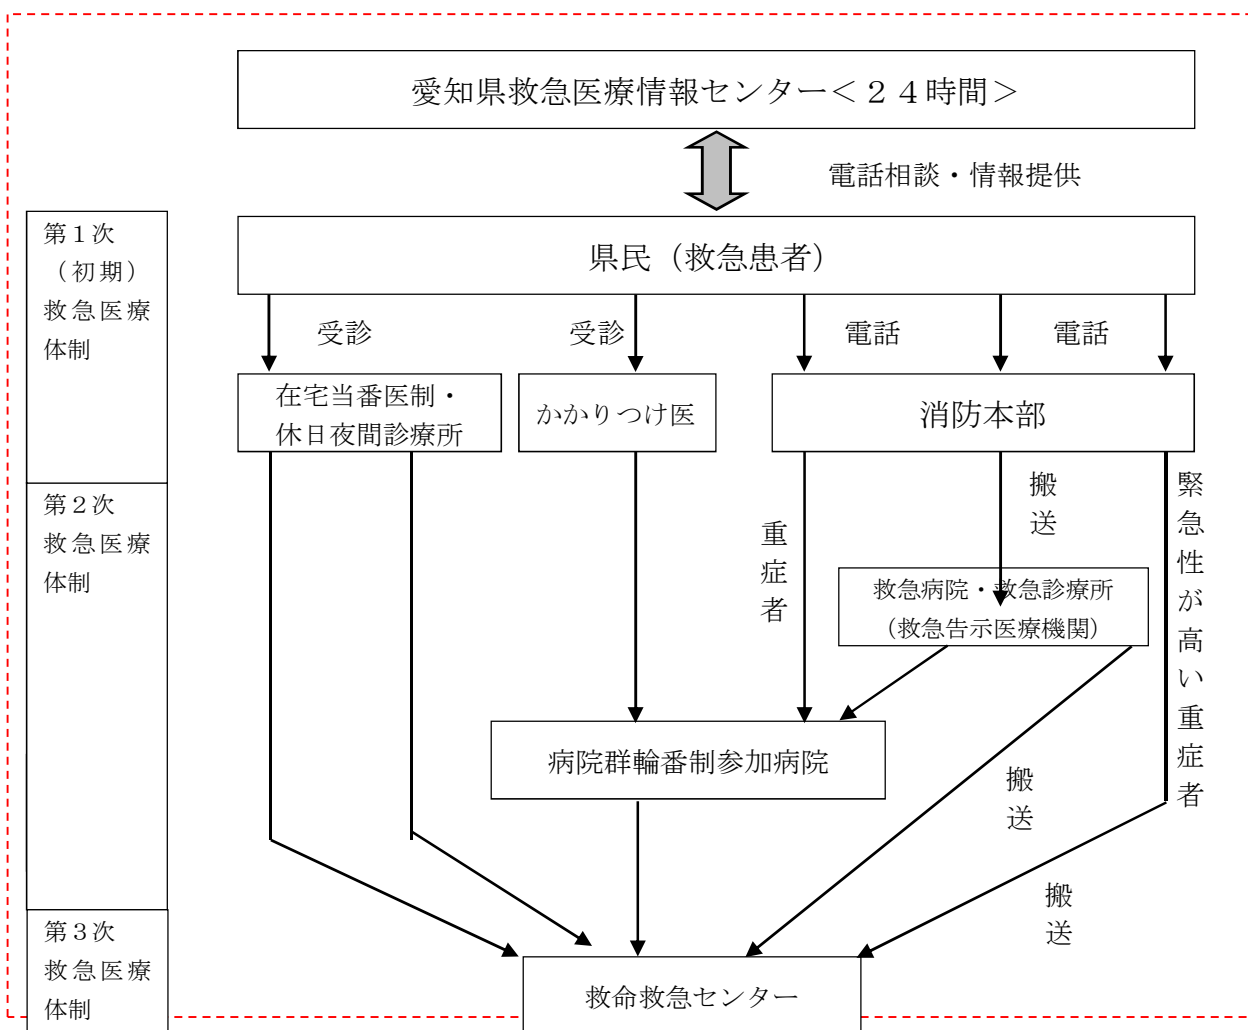 愛知県救急医療情報センター＜２４時間＞
電話相談・情報提供
第１次
（初期）
救急医療
体制
県民（救急患者）
受診
受診
電話
電話
在宅当番医制・
休日夜間診療所
かかりつけ医
消防本部
第２次
救急医療
体制
重症者
搬送
緊急性が高い重症者
救急病院・救急診療所
（救急告示医療機関）
病院群輪番制参加病院
搬送
搬送
第３次
救急医療
体制
救命救急センター